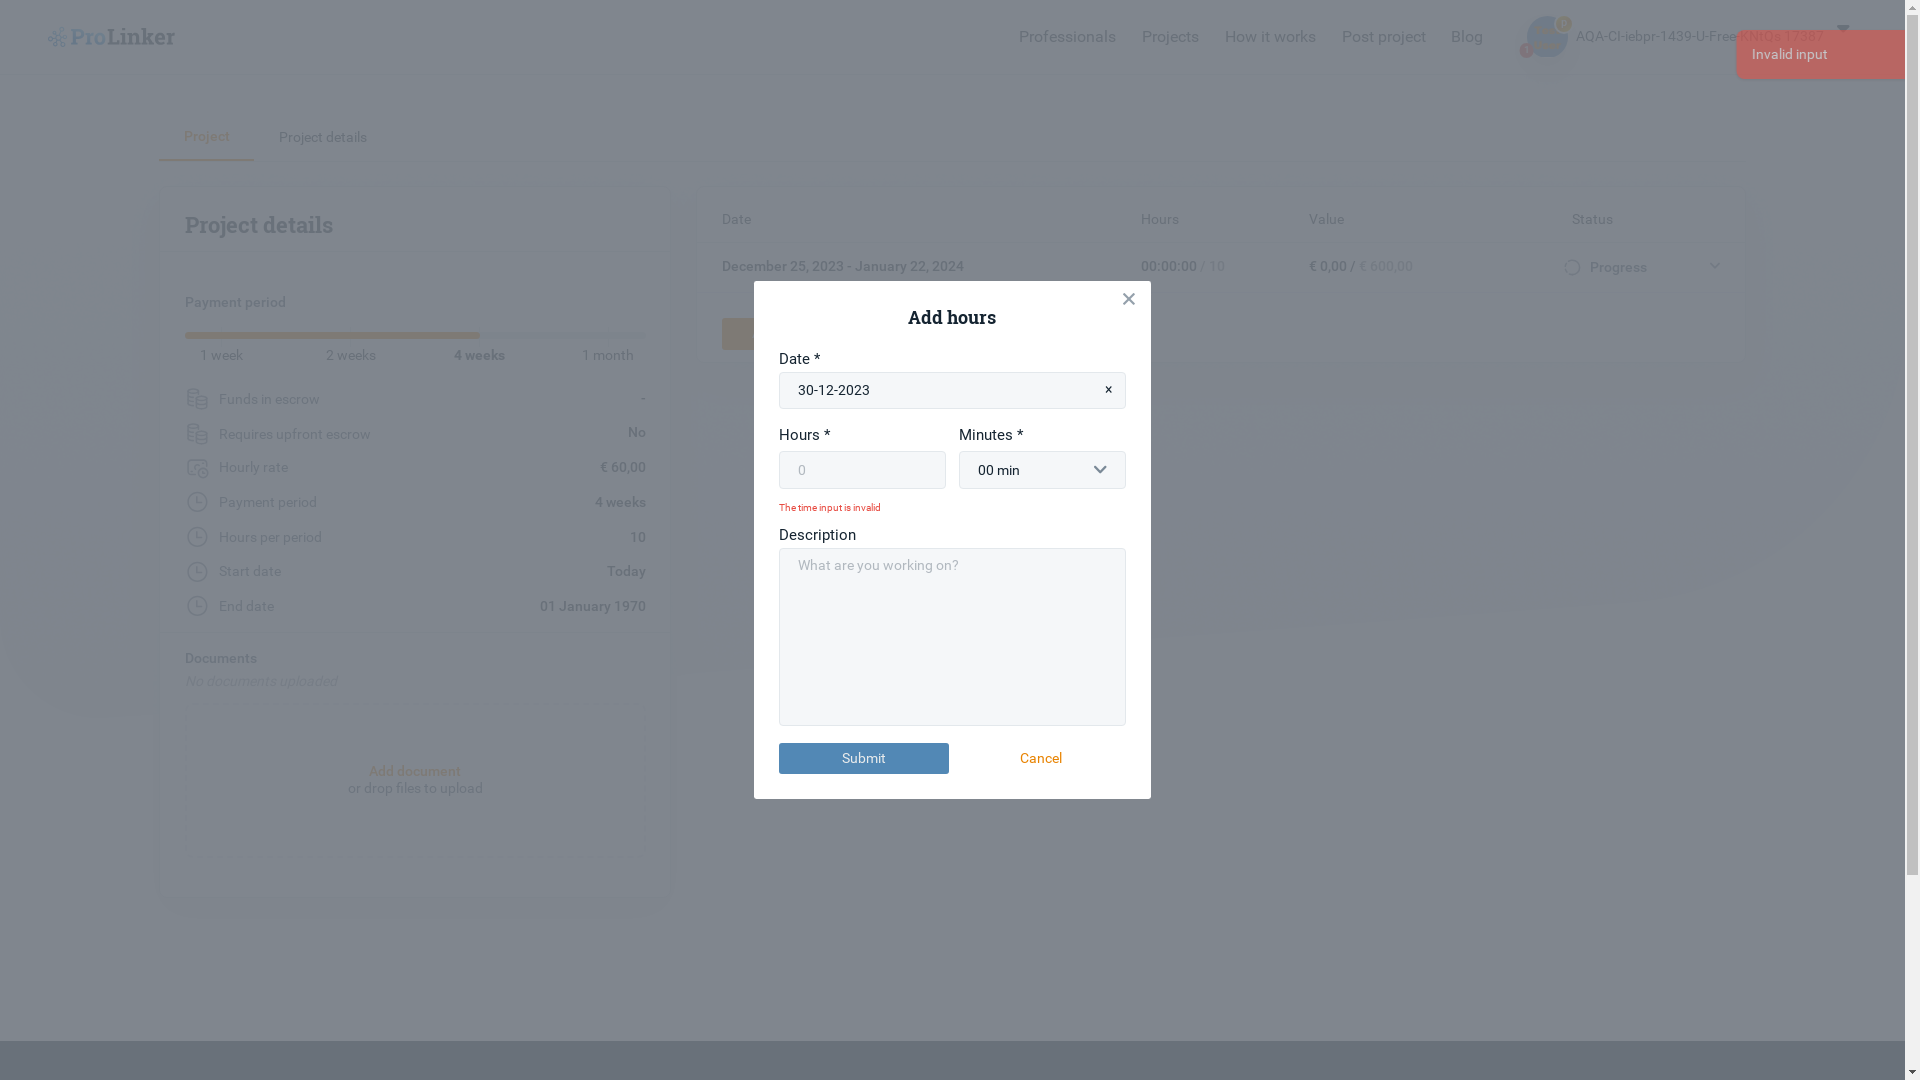 ProLinker
Professionals
Projects
How it works
Post project
Blog
AQA-CI-iebpr-1439-U-Free-KNIQs 17387
Invalid input
Project
Project details
Project details
Payment period
1 week
2 weeks
4 weeks
1 month
Funds in escrow -
Requires upfront escrow No
Hourly rate € 60,00
Payment period 4 weeks
Hours per period 10
Start date Today
End date 01 January 1970
Documents
No documents uploaded
Add document
or drop files to upload
Date Hours Value Status
December 25, 2023 - January 22, 2024 00:00:00 / 10 € 0,00 / € 600,00 Progress
Add hours
Date *
30-12-2023 ×
Hours * Minutes *
0 00 min
The time input is invalid
Description
What are you working on?
Submit Cancel